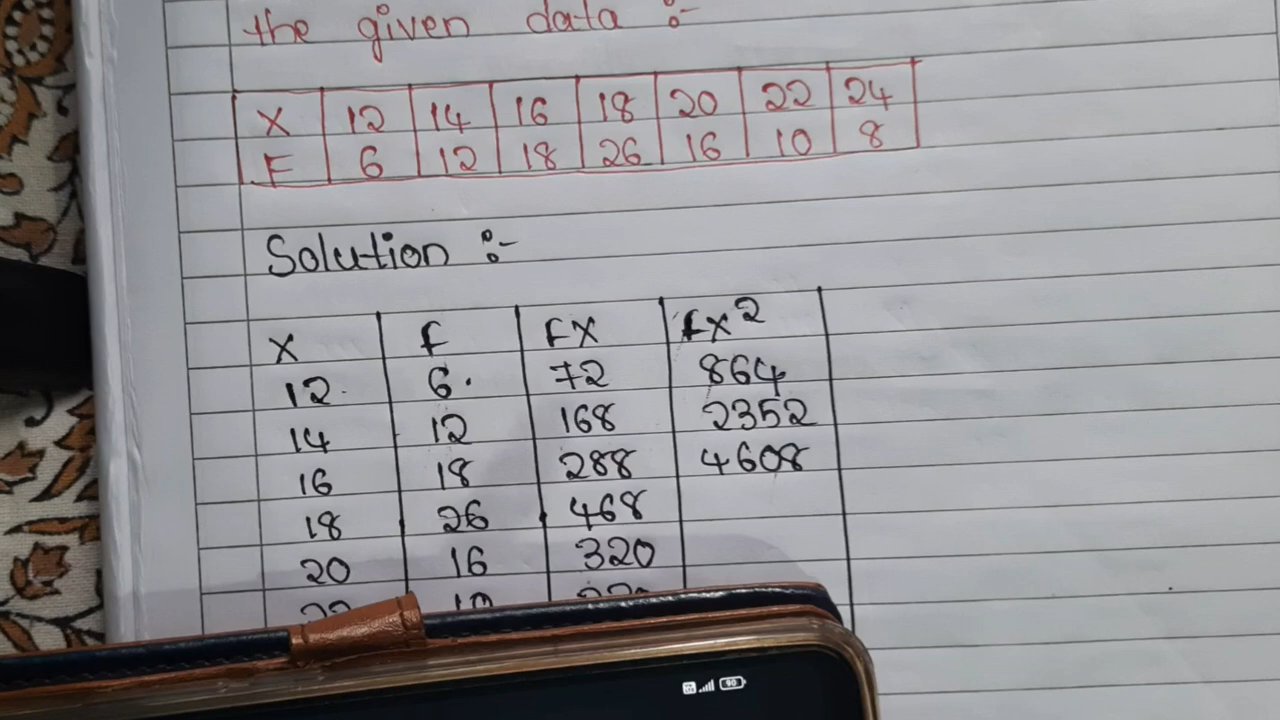 the given data :-
X 12 14 16 18 20 22 24
F 6 12 18 26 16 10 8
Solution :-
X F FX FX²
12 6 72 864
14 12 168 2352
16 18 288 4608
18 26 468
20 16 320
90